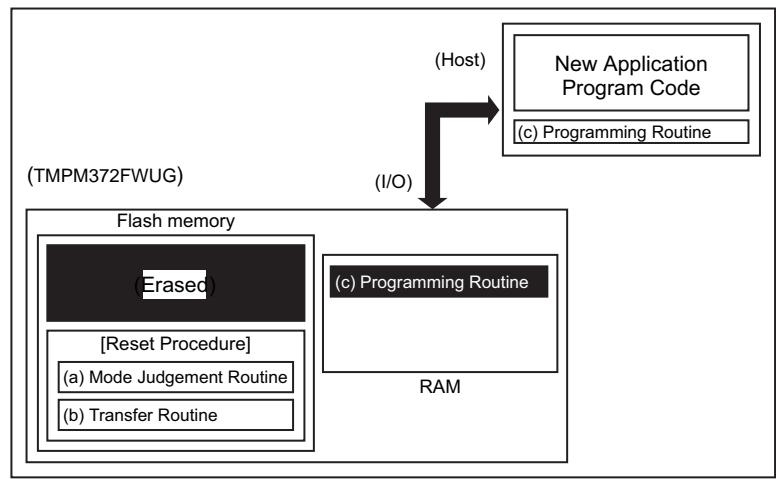 (Host)
New Application
Program Code
(c) Programming Routine
(TMPM372FWUG)
(I/O)
Flash memory
(Erased)
(c) Programming Routine
[Reset Procedure]
(a) Mode Judgement Routine
(b) Transfer Routine
RAM